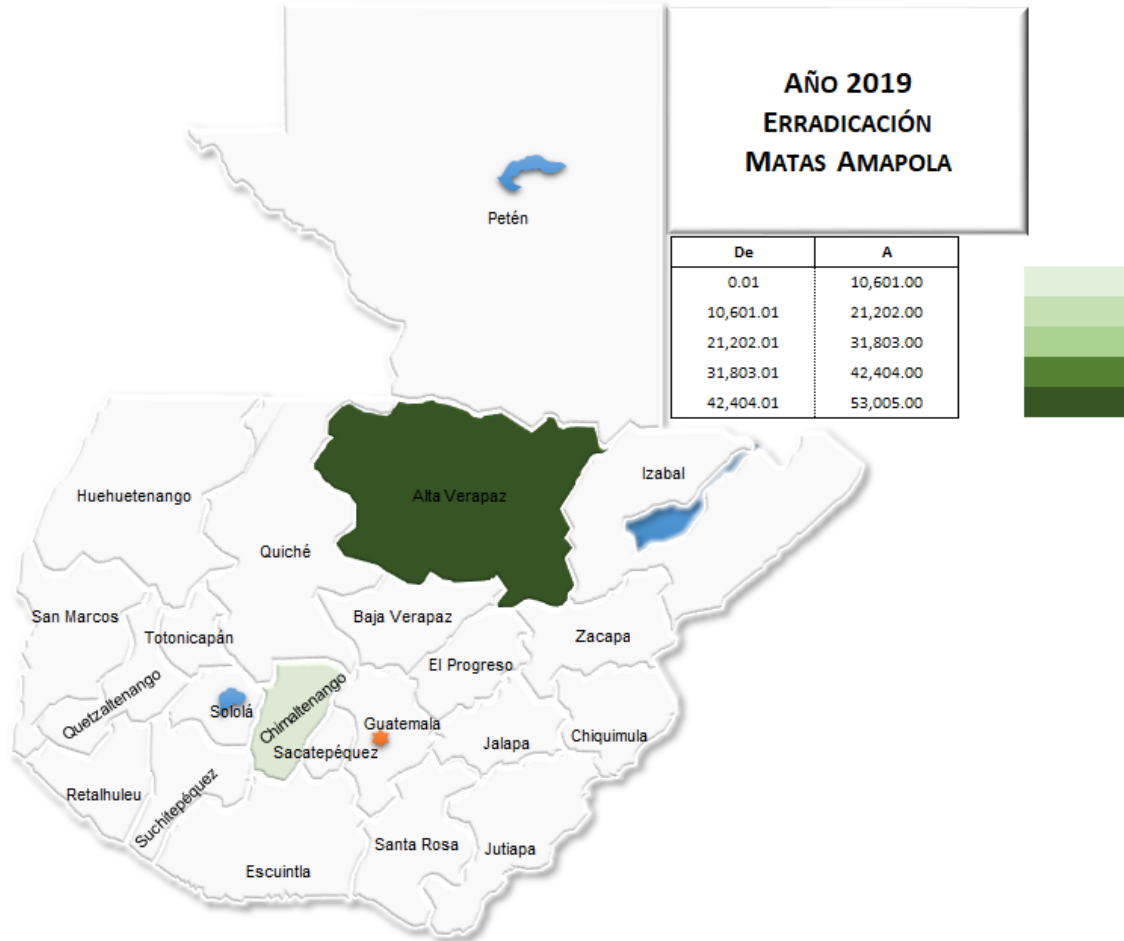 AÑO 2019
ERRADICACIÓN
MATAS AMAPOLA
Petén
De A
0.01 10,601.00
10,601.01 21,202.00
21,202.01 31,803.00
31,803.01 42,404.00
42,404.01 53,005.00
Izabal
Huehuetenango
Alta Verapaz
Quiché
San Marcos
Baja Verapaz
Totonicapán
Zacapa
El Progreso
Quetzaltenango
Sololá
Chimaltenango
Guatemala
Sacatepéquez
Jalapa
Chiquimula
Retalhuleu
Suchitepéquez
Santa Rosa
Jutiapa
Escuintla